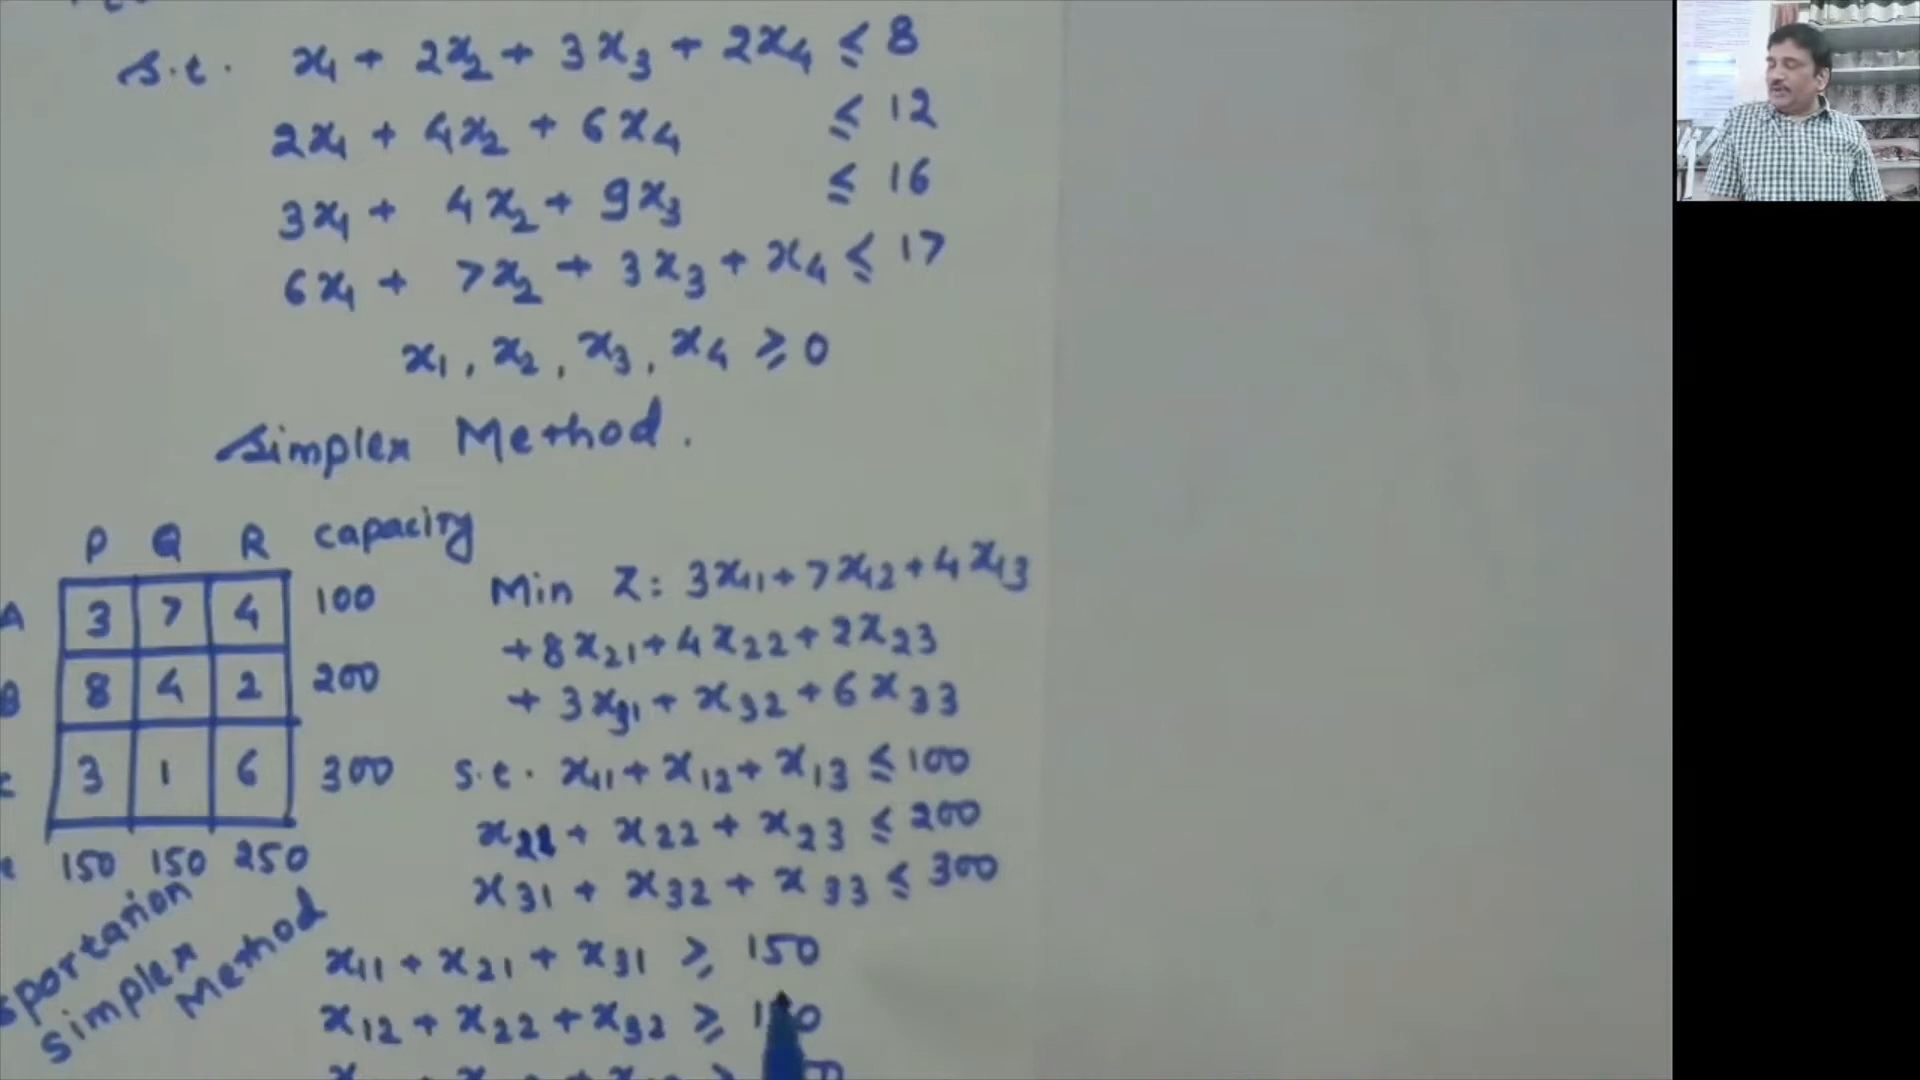 s.t. x1 + 2x2 + 3x3 + 2x4 ≤ 8
2x1 + 4x2 + 6x4 ≤ 12
3x1 + 4x2 + 9x3 ≤ 16
6x1 + 7x2 + 3x3 + x4 ≤ 17
x1, x2, x3, x4 ≥ 0
Simplex Method.
P Q R capacity
A 3 7 4 100
B 8 4 2 200
3 1 6 300
150 150 250
sportation
Simplex
Method
Min Z: 3x11 + 7x12 + 4x13
+ 8x21 + 4x22 + 2x23
+ 3x31 + x32 + 6x33
s.t. x11 + x12 + x13 ≤ 100
x21 + x22 + x23 ≤ 200
x31 + x32 + x33 ≤ 300
x11 + x21 + x31 ≥ 150
x12 + x22 + x32 ≥